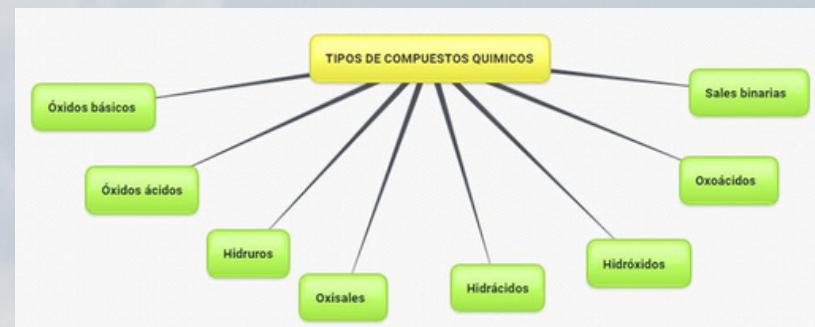 TIPOS DE COMPUESTOS QUIMICOS
Óxidos básicos
Sales binarias
Óxidos ácidos
Oxoácidos
Hidruros
Hidróxidos
Oxisales
Hidrácidos